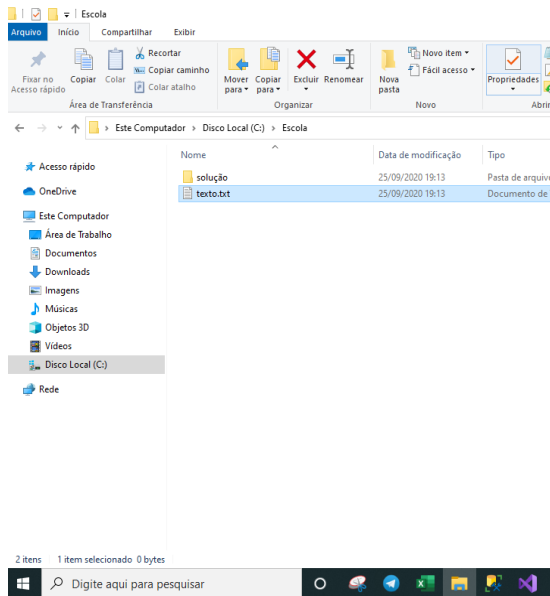 Escola
Arquivo Início Compartilhar Exibir
Fixar no Acesso rápido
Copiar
Colar
Recortar
Copiar caminho
Colar atalho
Mover para
Copiar para
Excluir
Renomear
Nova pasta
Novo item
Fácil acesso
Propriedades
Área de Transferência Organizar Novo Abrir
Este Computador > Disco Local (C:) > Escola
Nome Data de modificação Tipo
solução 25/09/2020 19:13 Pasta de arquivo
texto.txt 25/09/2020 19:13 Documento de
Acesso rápido
OneDrive
Este Computador
Área de Trabalho
Documentos
Downloads
Imagens
Músicas
Objetos 3D
Vídeos
Disco Local (C:)
Rede
2 itens 1 item selecionado 0 bytes
Digite aqui para pesquisar